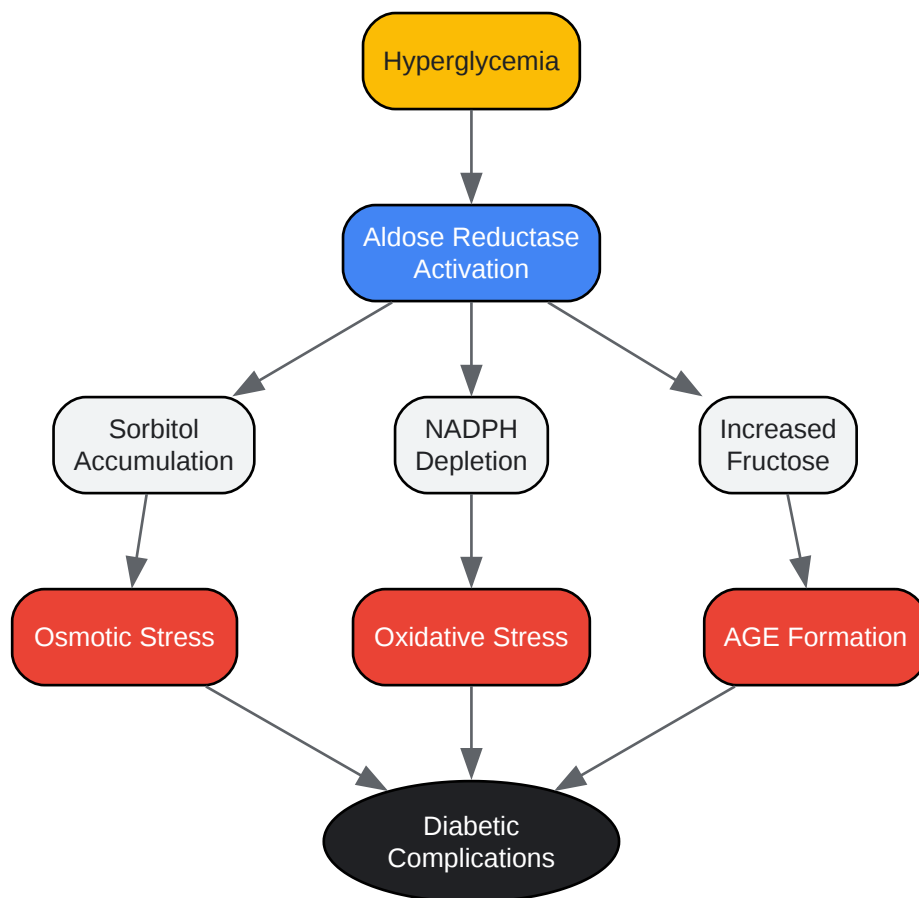 Hyperglycemia
Aldose Reductase
Activation
Sorbitol
Accumulation
NADPH
Depletion
Increased
Fructose
Osmotic Stress
Oxidative Stress
AGE Formation
Diabetic
Complications